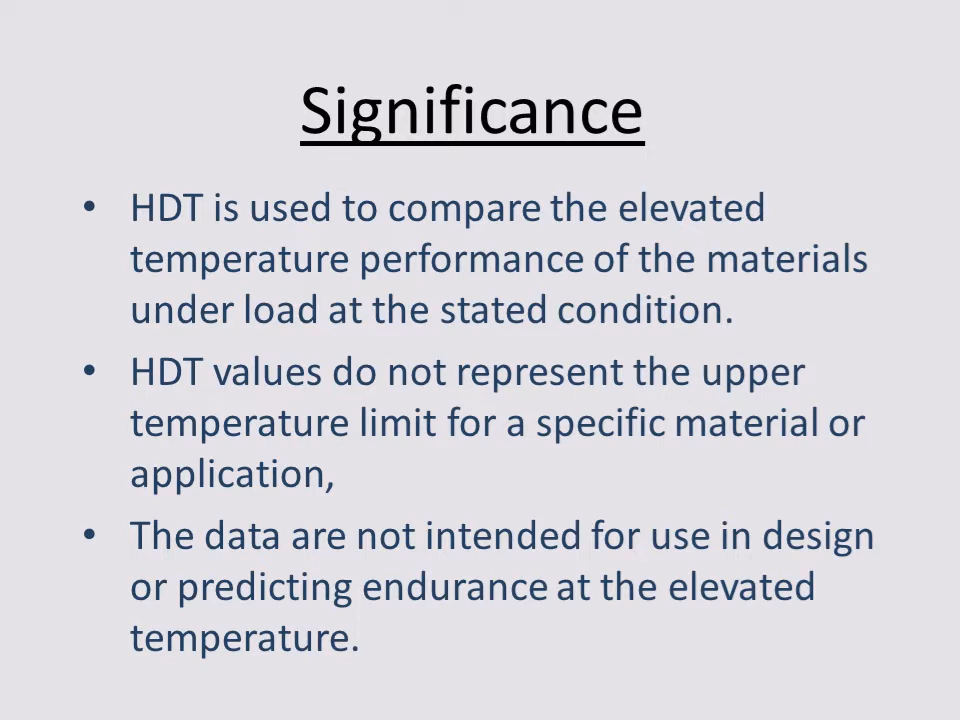 Significance
• HDT is used to compare the elevated
temperature performance of the materials
under load at the stated condition.
• HDT values do not represent the upper
temperature limit for a specific material or
application,
• The data are not intended for use in design
or predicting endurance at the elevated
temperature.